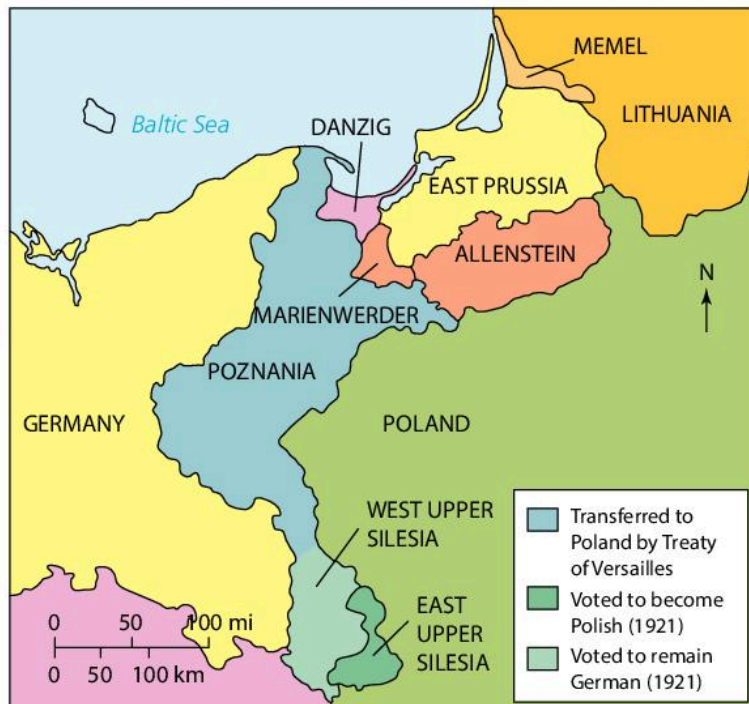 MEMEL
LITHUANIA
Baltic Sea
DANZIG
EAST PRUSSIA
ALLENSTEIN
N
MARIENWERDER
POZNANIA
GERMANY
POLAND
WEST UPPER
SILESIA
EAST
UPPER
SILESIA
0 50 100 mi
0 50 100 km
Transferred to
Poland by Treaty
of Versailles
Voted to become
Polish (1921)
Voted to remain
German (1921)